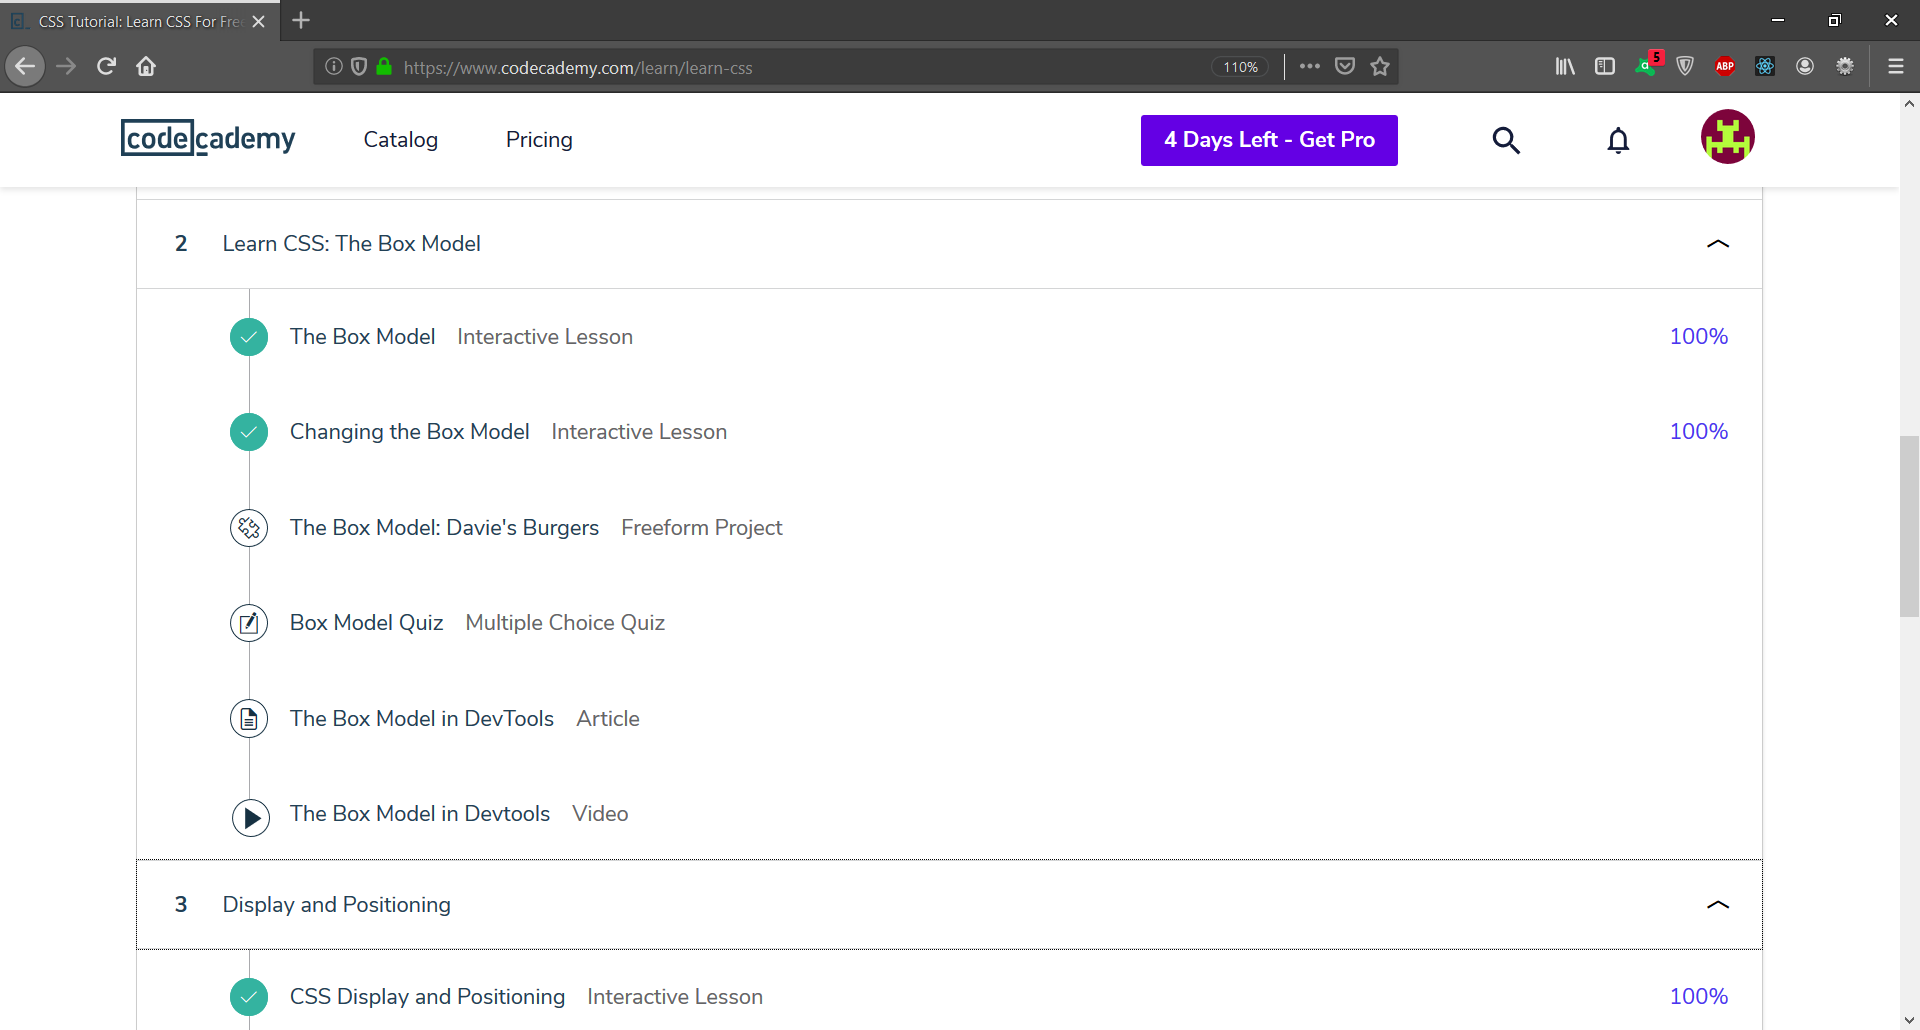 CSS Tutorial: Learn CSS For Fre
https://www.codecademy.com/learn/learn-css
110%
5
ABP
codecademy
Catalog
Pricing
4 Days Left - Get Pro
2 Learn CSS: The Box Model
The Box Model Interactive Lesson 100%
Changing the Box Model Interactive Lesson 100%
The Box Model: Davie's Burgers Freeform Project
Box Model Quiz Multiple Choice Quiz
The Box Model in DevTools Article
The Box Model in Devtools Video
3 Display and Positioning
CSS Display and Positioning Interactive Lesson 100%